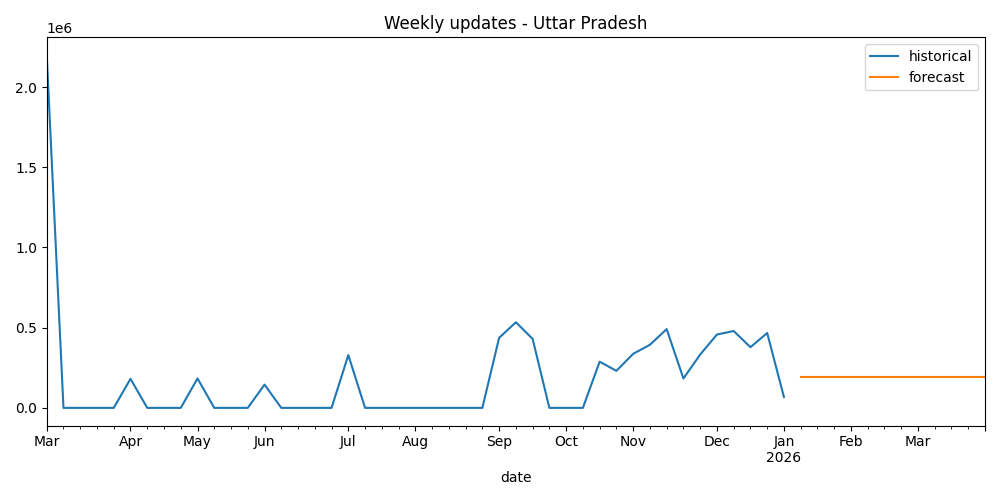 Weekly updates - Uttar Pradesh
1e6
historical
forecast
2.0
1.5
1.0
0.5
0.0
Mar Apr May Jun Jul Aug Sep Oct Nov Dec Jan Feb Mar
2026
date